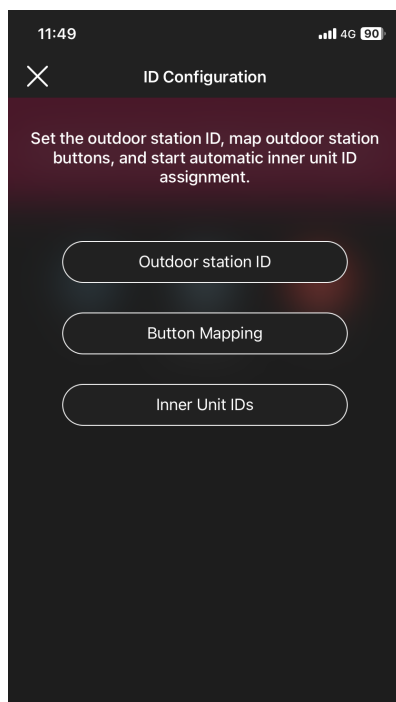 11:49 4G 90
ID Configuration
Set the outdoor station ID, map outdoor station
buttons, and start automatic inner unit ID
assignment.
Outdoor station ID
Button Mapping
Inner Unit IDs